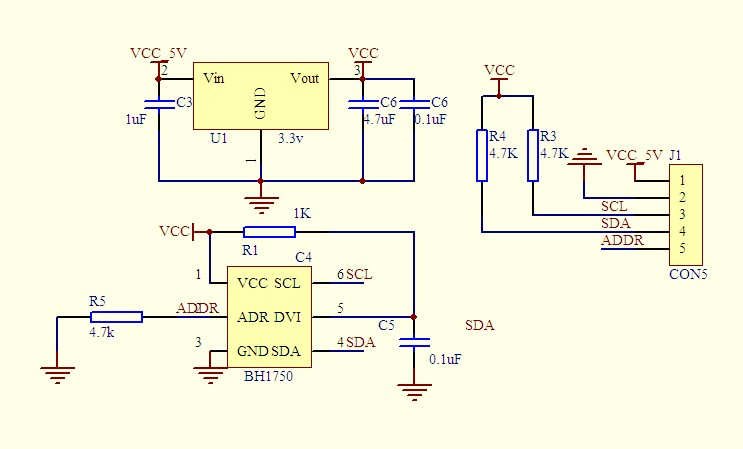 VCC_5V
VCC
2
3
Vin
Vout
GND
C3
1uF
C6
4.7uF
C6
0.1uF
U1
3.3v
1
VCC
R4
4.7K
R3
4.7K
VCC_5V
J1
1
2
SCL
3
SDA
4
ADDR
5
CON5
VCC
1K
R1
C4
1
VCC
SCL
6
SCL
R5
4.7k
ADDR
2
ADR
DVI
5
C5
SDA
3
GND
SDA
4
SDA
0.1uF
BH1750